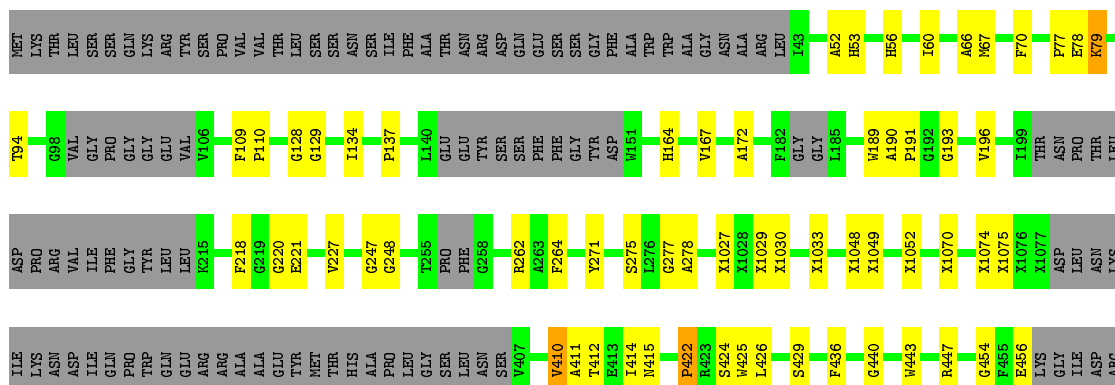 MET LYS THR LEU SER SER GLN LYS ARG TYR SER PRO VAL VAL THR LEU SER SER ASN SER ILE PHE ALA THR ASN ARG ASP GLN GLU SER SER GLY PHE ALA TRP TRP ALA GLY ASN ALA ARG LEU I43 A52 H53 H56 I60 A66 M67 F70 P77 E78 K79
T94 G98 VAL GLY PRO GLY GLY GLU VAL V106 F109 P110 G128 G129 I134 P137 L140 GLU GLU TYR SER SER PHE PHE GLY TYR ASP W151 H164 V167 A172 F182 GLY GLY L185 W189 A190 P191 G192 G193 V196 I199 THR ASN PRO THR LEU
ASP PRO ARG VAL ILE PHE GLY TYR LEU LEU K215 F218 G219 G220 E221 V227 G247 G248 T255 PRO PHE G258 R262 A263 F264 Y271 S275 L276 G277 A278 X1027 X1028 X1029 X1030 X1033 X1048 X1049 X1052 X1070 X1074 X1075 X1076 X1077 ASP LEU ASN LYS
ILE LYS ASN ASP ILE GLN PRO TRP GLN GLU ARG ARG ALA ALA GLU TYR MET THR HIS ALA PRO LEU GLY SER LEU ASN SER V407 V410 A411 T412 E413 I414 N415 P422 R423 S424 W425 L426 S429 F436 G440 W443 R447 G454 F455 E456 LYS GLY ILE ASP